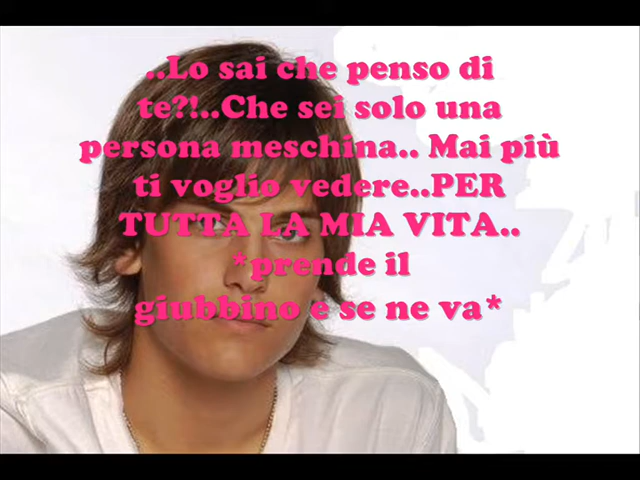 ..Lo sai che penso di
te?!..Che sei solo una
persona meschina.. Mai più
ti voglio vedere..PER
TUTTA LA MIA VITA..
*prende il
giubbino e se ne va*